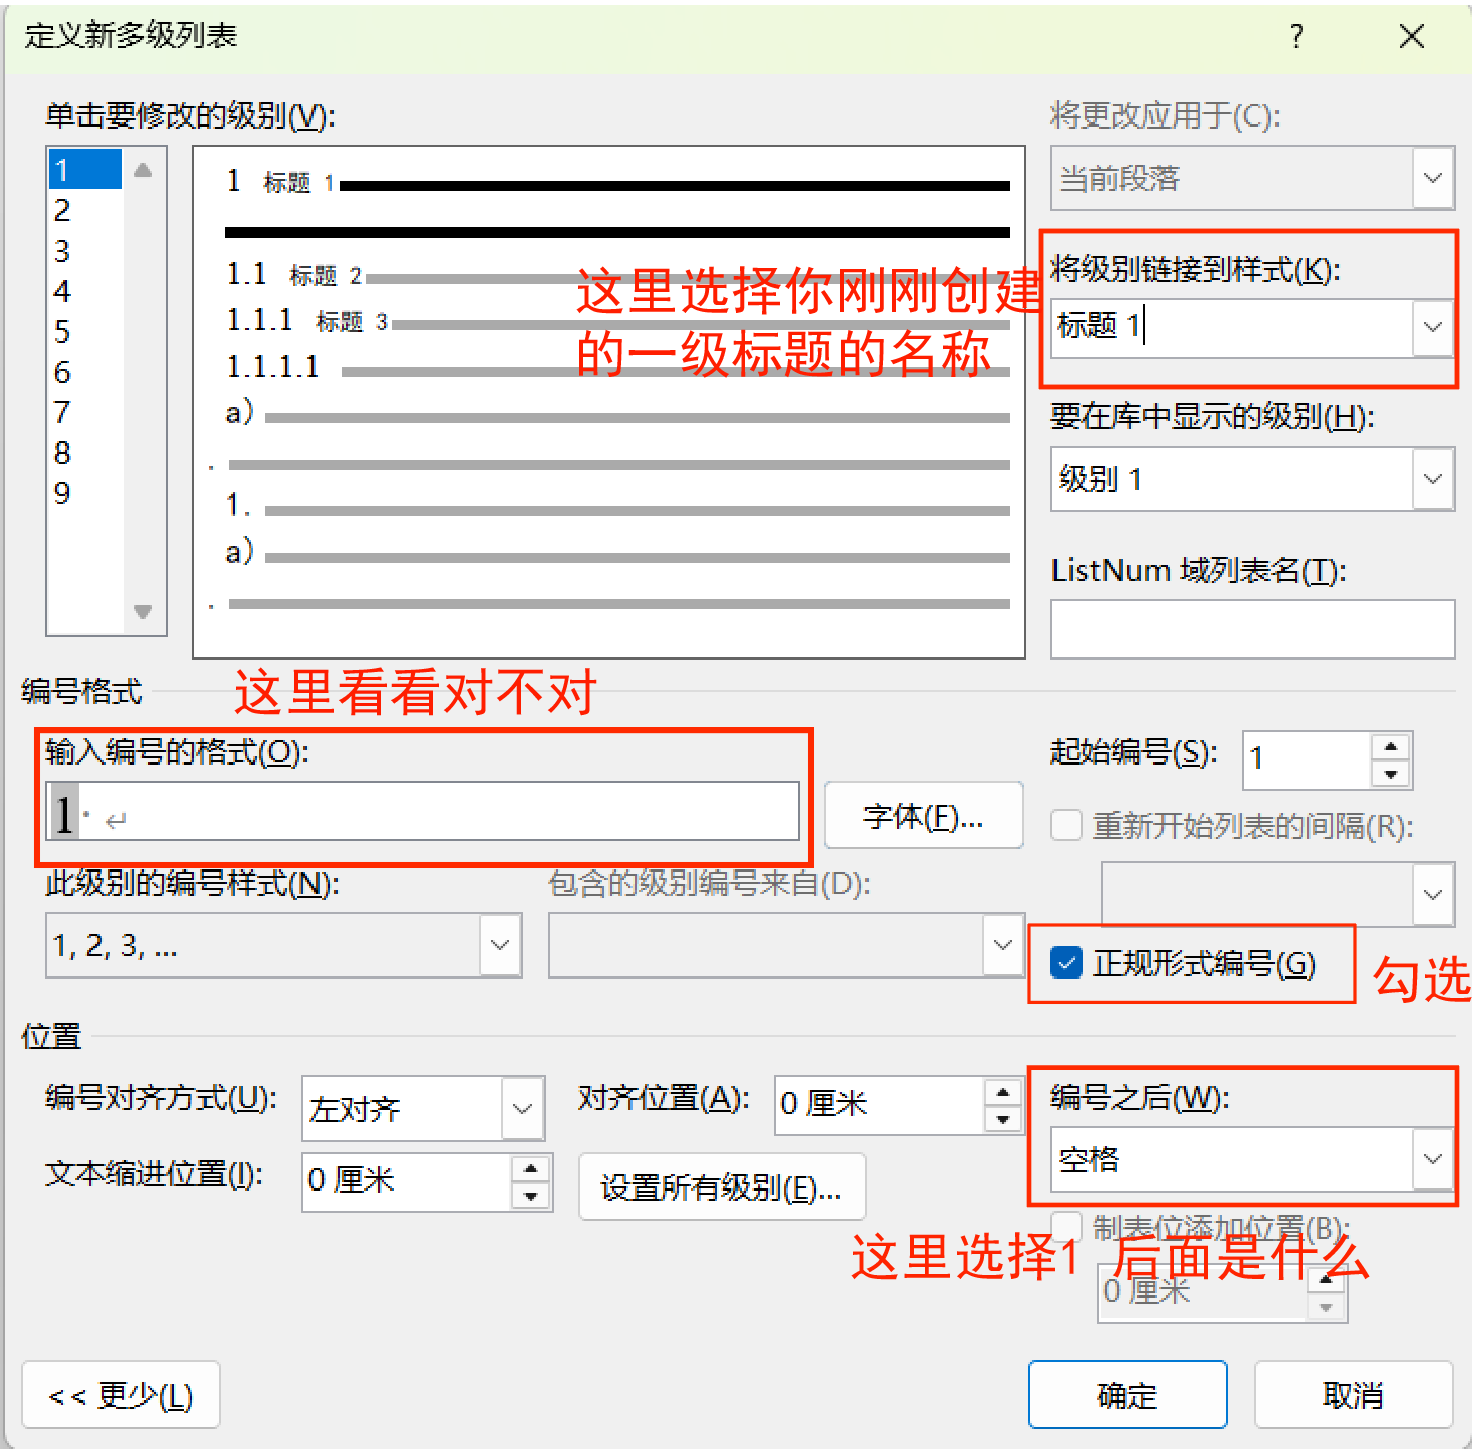 定义新多级列表
?
单击要修改的级别(V):
将更改应用于(C):
1
2
3
4
5
6
7
8
9
1 标题 1
1.1 标题 2
1.1.1 标题 3
1.1.1.1
a)
.
1.
a)
.
当前段落
这里选择你刚刚创建
的一级标题的名称
将级别链接到样式(K):
标题 1
要在库中显示的级别(H):
级别 1
ListNum 域列表名(T):
编号格式
这里看看对不对
输入编号的格式(O):
1· ↵
字体(F)...
起始编号(S):
1
重新开始列表的间隔(R):
此级别的编号样式(N):
1, 2, 3, ...
包含的级别编号来自(D):
正规形式编号(G)
勾选
位置
编号对齐方式(U):
左对齐
对齐位置(A):
0 厘米
编号之后(W):
空格
文本缩进位置(I):
0 厘米
设置所有级别(E)...
制表位添加位置(B):
0 厘米
这里选择1 后面是什么
<< 更少(L)
确定
取消